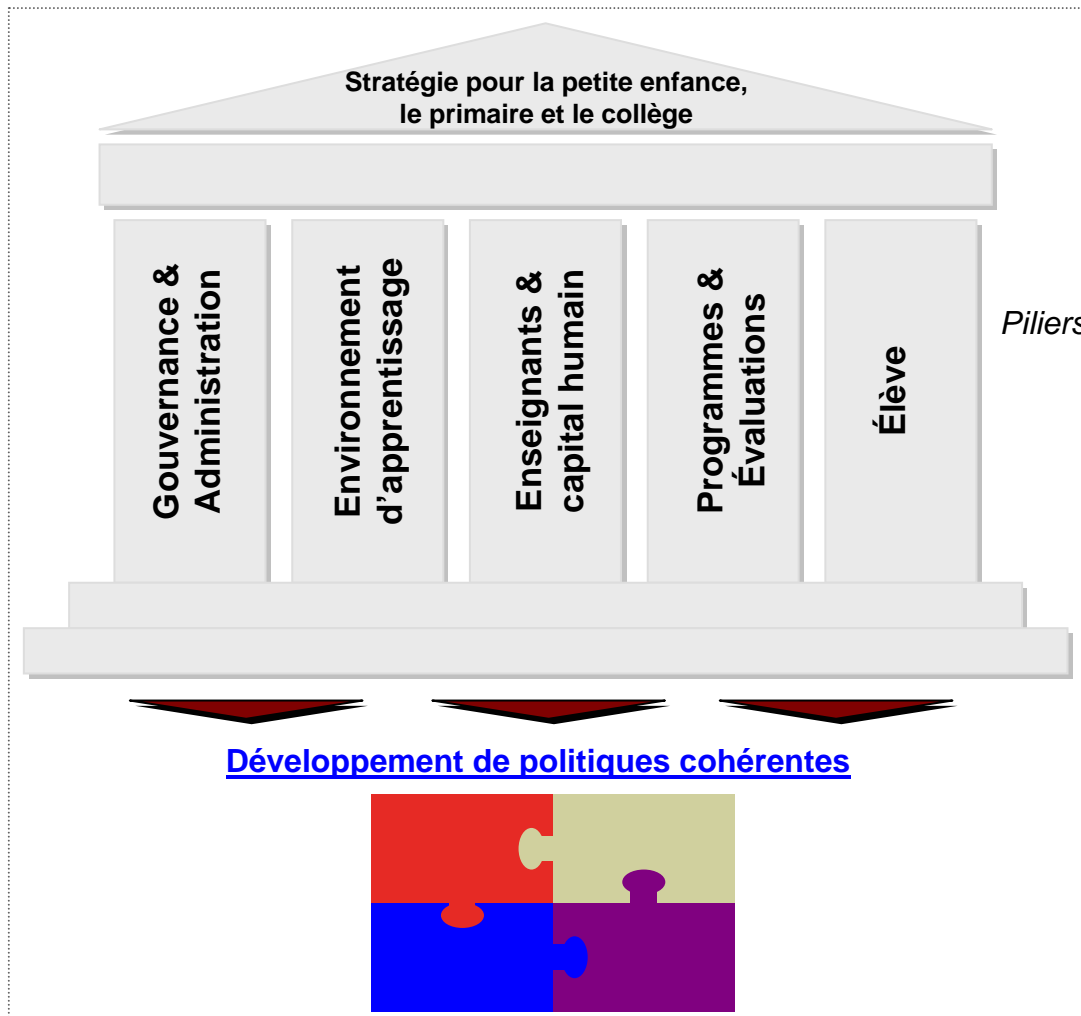 Stratégie pour la petite enfance,
le primaire et le collège
Gouvernance &
Administration
Environnement
d’apprentissage
Enseignants &
capital humain
Programmes &
Évaluations
Élève
Piliers
Développement de politiques cohérentes